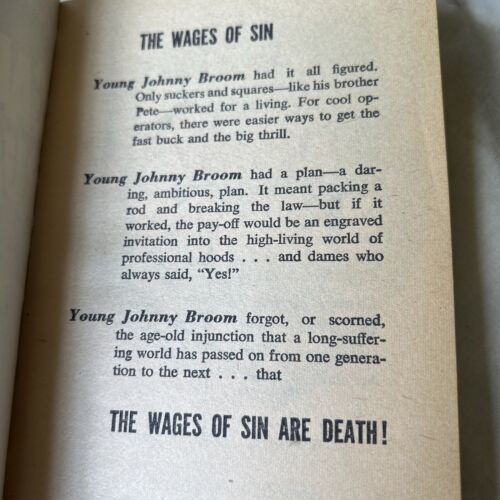 THE WAGES OF SIN
Young Johnny Broom had it all figured.
Only suckers and squares—like his brother
Pete—worked for a living. For cool op-
erators, there were easier ways to get the
fast buck and the big thrill.
Young Johnny Broom had a plan—a dar-
ing, ambitious, plan. It meant packing a
rod and breaking the law—but if it
worked, the pay-off would be an engraved
invitation into the high-living world of
professional hoods . . . and dames who
always said, "Yes!"
Young Johnny Broom forgot, or scorned,
the age-old injunction that a long-suffer-
ing world has passed on from one genera-
tion to the next . . . that
THE WAGES OF SIN ARE DEATH!